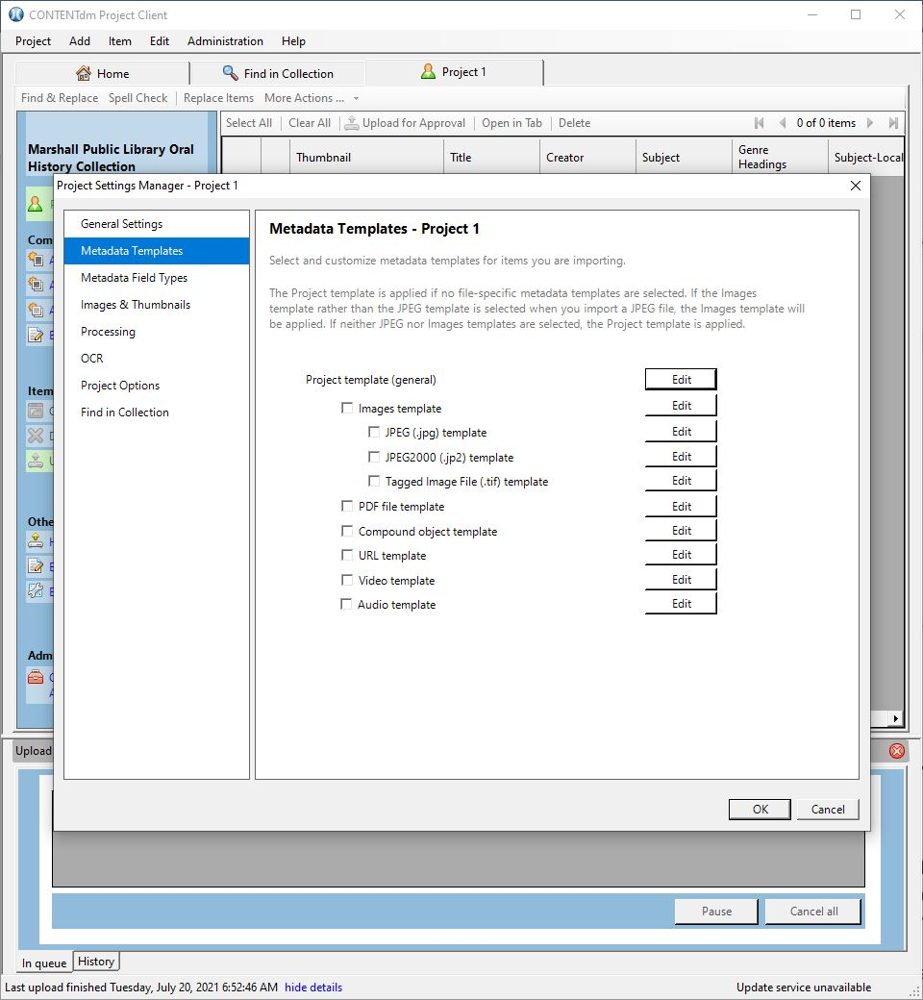 CONTENTdm Project Client
Project Add Item Edit Administration Help
Home Find in Collection Project 1
Find & Replace Spell Check Replace Items More Actions ...
Select All Clear All Upload for Approval Open in Tab Delete 0 of 0 items
Marshall Public Library Oral
History Collection
Thumbnail Title Creator Subject Genre Headings Subject-Local
Project Settings Manager - Project 1
General Settings
Metadata Templates
Metadata Field Types
Images & Thumbnails
Processing
OCR
Project Options
Find in Collection
Metadata Templates - Project 1
Select and customize metadata templates for items you are importing.
The Project template is applied if no file-specific metadata templates are selected. If the Images
template rather than the JPEG template is selected when you import a JPEG file, the Images template will
be applied. If neither JPEG nor Images templates are selected, the Project template is applied.
Project template (general) Edit
Images template Edit
JPEG (.jpg) template Edit
JPEG2000 (.jp2) template Edit
Tagged Image File (.tif) template Edit
PDF file template Edit
Compound object template Edit
URL template Edit
Video template Edit
Audio template Edit
OK Cancel
Com
Item
Othe
Adm
Upload
Pause Cancel all
In queue History
Last upload finished Tuesday, July 20, 2021 6:52:46 AM hide details Update service unavailable